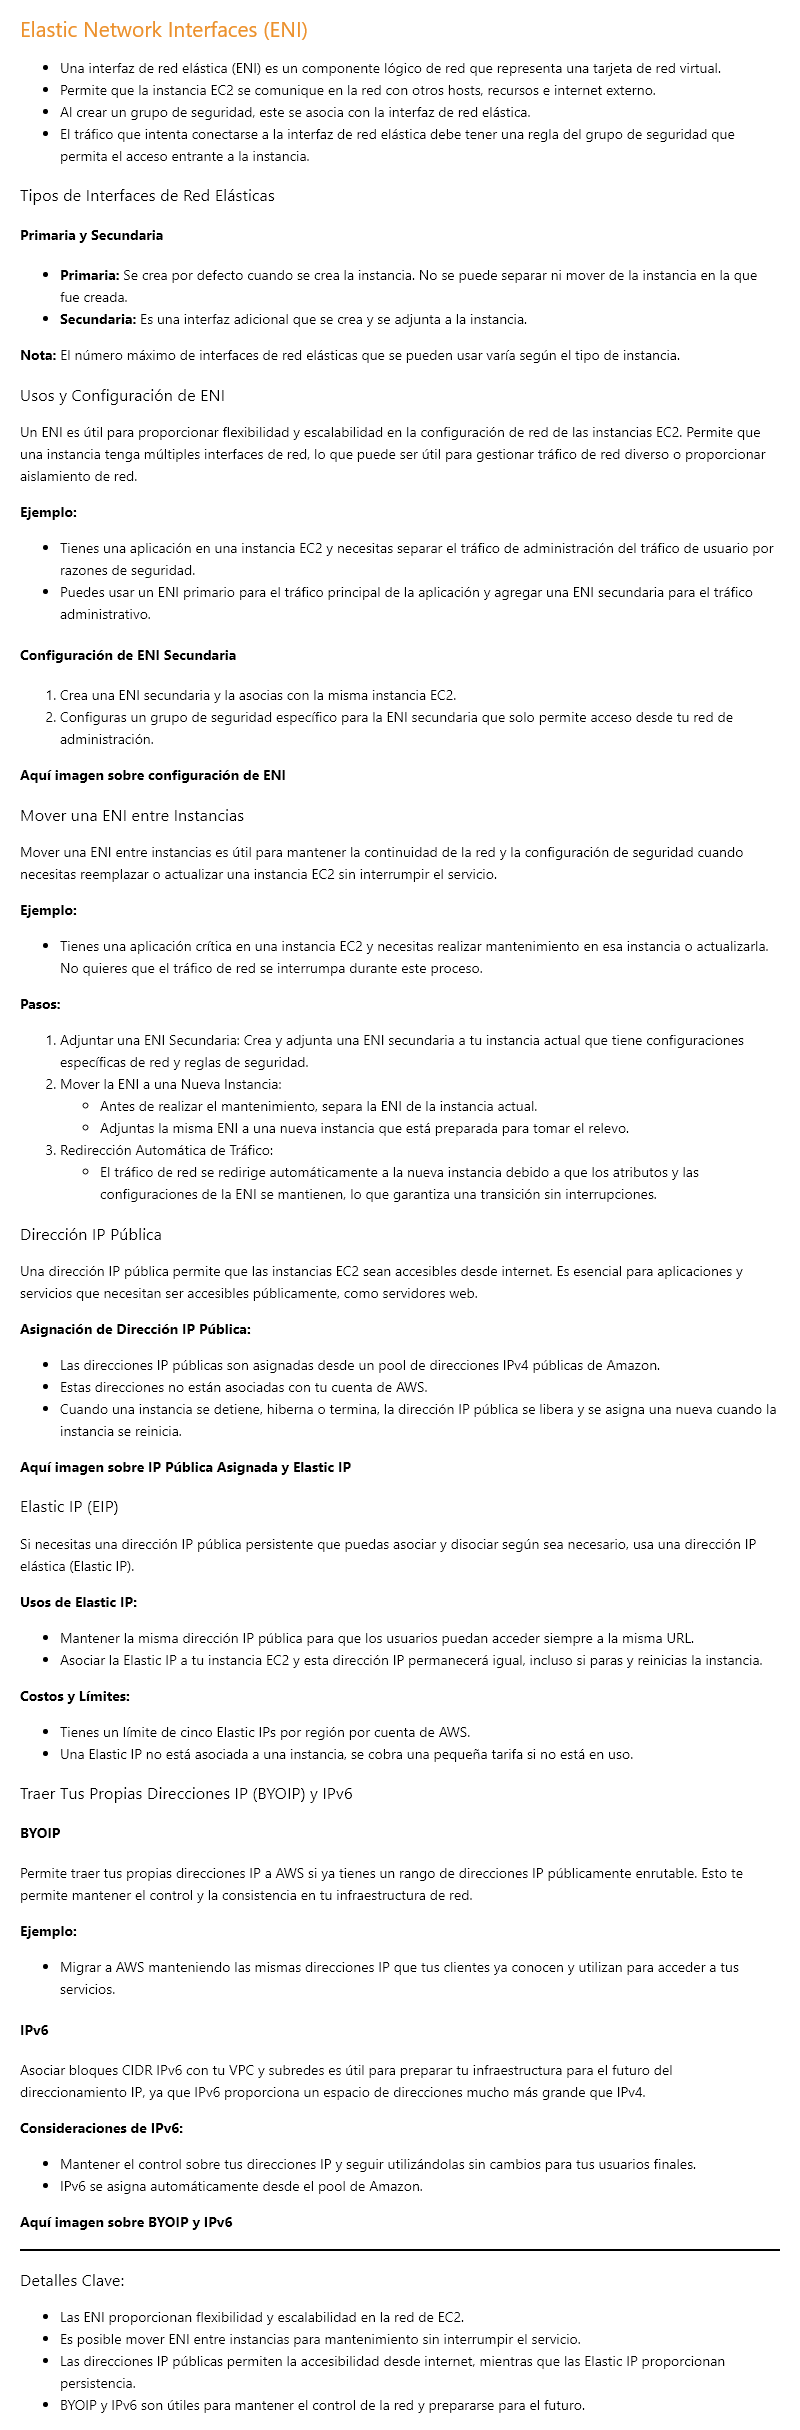 Elastic Network Interfaces (ENI)
• Una interfaz de red elástica (ENI) es un componente lógico de red que representa una tarjeta de red virtual.
• Permite que la instancia EC2 se comunique en la red con otros hosts, recursos e internet externo.
• Al crear un grupo de seguridad, este se asocia con la interfaz de red elástica.
• El tráfico que intenta conectarse a la interfaz de red elástica debe tener una regla del grupo de seguridad que
permita el acceso entrante a la instancia.
Tipos de Interfaces de Red Elásticas
Primaria y Secundaria
• Primaria: Se crea por defecto cuando se crea la instancia. No se puede separar ni mover de la instancia en la que
fue creada.
• Secundaria: Es una interfaz adicional que se crea y se adjunta a la instancia.
Nota: El número máximo de interfaces de red elásticas que se pueden usar varía según el tipo de instancia.
Usos y Configuración de ENI
Un ENI es útil para proporcionar flexibilidad y escalabilidad en la configuración de red de las instancias EC2. Permite que
una instancia tenga múltiples interfaces de red, lo que puede ser útil para gestionar tráfico de red diverso o proporcionar
aislamiento de red.
Ejemplo:
• Tienes una aplicación en una instancia EC2 y necesitas separar el tráfico de administración del tráfico de usuario por
razones de seguridad.
• Puedes usar un ENI primario para el tráfico principal de la aplicación y agregar una ENI secundaria para el tráfico
administrativo.
Configuración de ENI Secundaria
1. Crea una ENI secundaria y la asocias con la misma instancia EC2.
2. Configuras un grupo de seguridad específico para la ENI secundaria que solo permite acceso desde tu red de
administración.
Aquí imagen sobre configuración de ENI
Mover una ENI entre Instancias
Mover una ENI entre instancias es útil para mantener la continuidad de la red y la configuración de seguridad cuando
necesitas reemplazar o actualizar una instancia EC2 sin interrumpir el servicio.
Ejemplo:
• Tienes una aplicación crítica en una instancia EC2 y necesitas realizar mantenimiento en esa instancia o actualizarla.
No quieres que el tráfico de red se interrumpa durante este proceso.
Pasos:
1. Adjuntar una ENI Secundaria: Crea y adjunta una ENI secundaria a tu instancia actual que tiene configuraciones
específicas de red y reglas de seguridad.
2. Mover la ENI a una Nueva Instancia:
◦ Antes de realizar el mantenimiento, separa la ENI de la instancia actual.
◦ Adjuntas la misma ENI a una nueva instancia que está preparada para tomar el relevo.
3. Redirección Automática de Tráfico:
◦ El tráfico de red se redirige automáticamente a la nueva instancia debido a que los atributos y las
configuraciones de la ENI se mantienen, lo que garantiza una transición sin interrupciones.
Dirección IP Pública
Una dirección IP pública permite que las instancias EC2 sean accesibles desde internet. Es esencial para aplicaciones y
servicios que necesitan ser accesibles públicamente, como servidores web.
Asignación de Dirección IP Pública:
• Las direcciones IP públicas son asignadas desde un pool de direcciones IPv4 públicas de Amazon.
• Estas direcciones no están asociadas con tu cuenta de AWS.
• Cuando una instancia se detiene, hiberna o termina, la dirección IP pública se libera y se asigna una nueva cuando la
instancia se reinicia.
Aquí imagen sobre IP Pública Asignada y Elastic IP
Elastic IP (EIP)
Si necesitas una dirección IP pública persistente que puedas asociar y disociar según sea necesario, usa una dirección IP
elástica (Elastic IP).
Usos de Elastic IP:
• Mantener la misma dirección IP pública para que los usuarios puedan acceder siempre a la misma URL.
• Asociar la Elastic IP a tu instancia EC2 y esta dirección IP permanecerá igual, incluso si paras y reinicias la instancia.
Costos y Límites:
• Tienes un límite de cinco Elastic IPs por región por cuenta de AWS.
• Una Elastic IP no está asociada a una instancia, se cobra una pequeña tarifa si no está en uso.
Traer Tus Propias Direcciones IP (BYOIP) y IPv6
BYOIP
Permite traer tus propias direcciones IP a AWS si ya tienes un rango de direcciones IP públicamente enrutable. Esto te
permite mantener el control y la consistencia en tu infraestructura de red.
Ejemplo:
• Migrar a AWS manteniendo las mismas direcciones IP que tus clientes ya conocen y utilizan para acceder a tus
servicios.
IPv6
Asociar bloques CIDR IPv6 con tu VPC y subredes es útil para preparar tu infraestructura para el futuro del
direccionamiento IP, ya que IPv6 proporciona un espacio de direcciones mucho más grande que IPv4.
Consideraciones de IPv6:
• Mantener el control sobre tus direcciones IP y seguir utilizándolas sin cambios para tus usuarios finales.
• IPv6 se asigna automáticamente desde el pool de Amazon.
Aquí imagen sobre BYOIP y IPv6
Detalles Clave:
• Las ENI proporcionan flexibilidad y escalabilidad en la red de EC2.
• Es posible mover ENI entre instancias para mantenimiento sin interrumpir el servicio.
• Las direcciones IP públicas permiten la accesibilidad desde internet, mientras que las Elastic IP proporcionan
persistencia.
• BYOIP y IPv6 son útiles para mantener el control de la red y prepararse para el futuro.